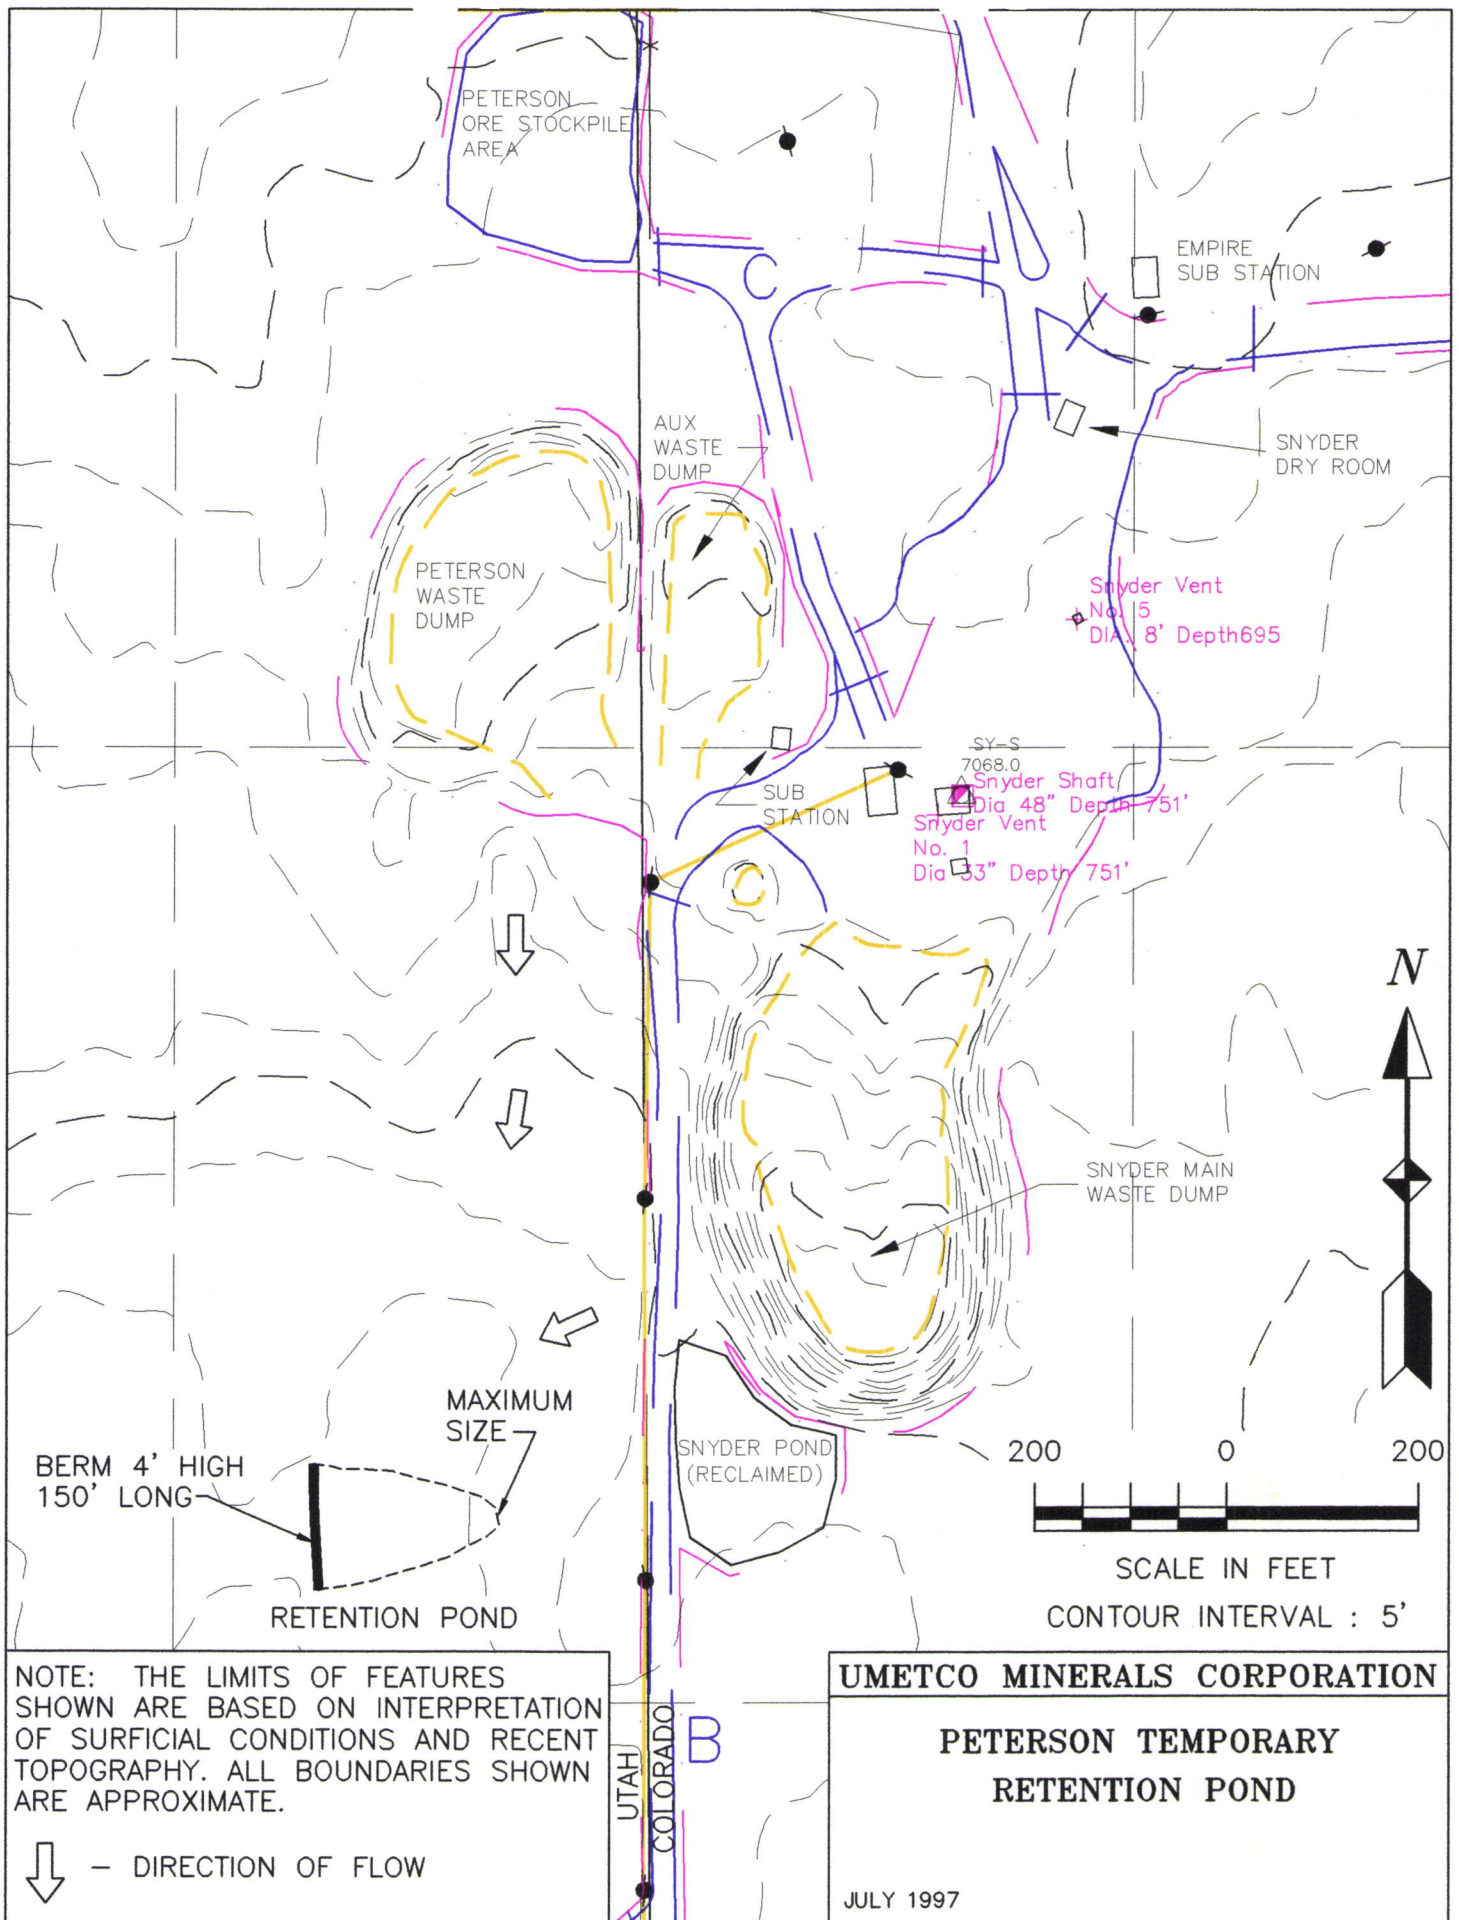 PETERSON
ORE STOCKPILE
AREA
C
EMPIRE
SUB STATION
AUX
WASTE
DUMP
SNYDER
DRY ROOM
PETERSON
WASTE
DUMP
Snyder Vent
No. 5
DIA. 8' Depth695
SY-S
7068.0
Snyder Shaft
Dia 48" Depth 751'
SUB
STATION
Snyder Vent
No. 1
Dia 33" Depth 751'
N
SNYDER MAIN
WASTE DUMP
MAXIMUM
SIZE
BERM 4' HIGH
150' LONG
SNYDER POND
(RECLAIMED)
200 0 200
SCALE IN FEET
CONTOUR INTERVAL : 5'
RETENTION POND
NOTE: THE LIMITS OF FEATURES
SHOWN ARE BASED ON INTERPRETATION
OF SURFICIAL CONDITIONS AND RECENT
TOPOGRAPHY. ALL BOUNDARIES SHOWN
ARE APPROXIMATE.
- DIRECTION OF FLOW
UTAH
COLORADO
B
UMETCO MINERALS CORPORATION
PETERSON TEMPORARY
RETENTION POND
JULY 1997